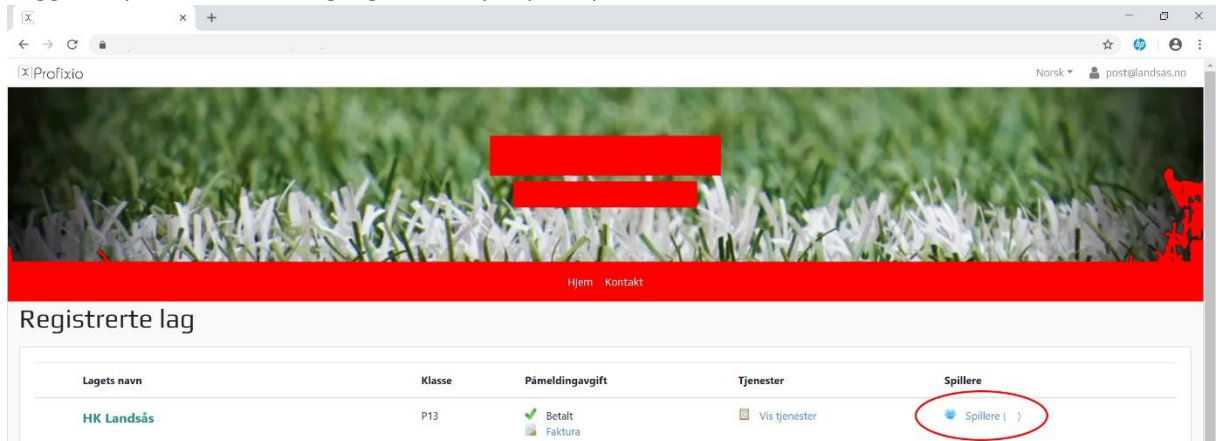 Profixio
Norsk post@landsas.no
Hjem Kontakt
Registrerte lag
Lagets navn Klasse Påmeldingavgift Tjenester Spillere
HK Landsås P13 Betalt Vis tjenester Spillere ( )
Faktura